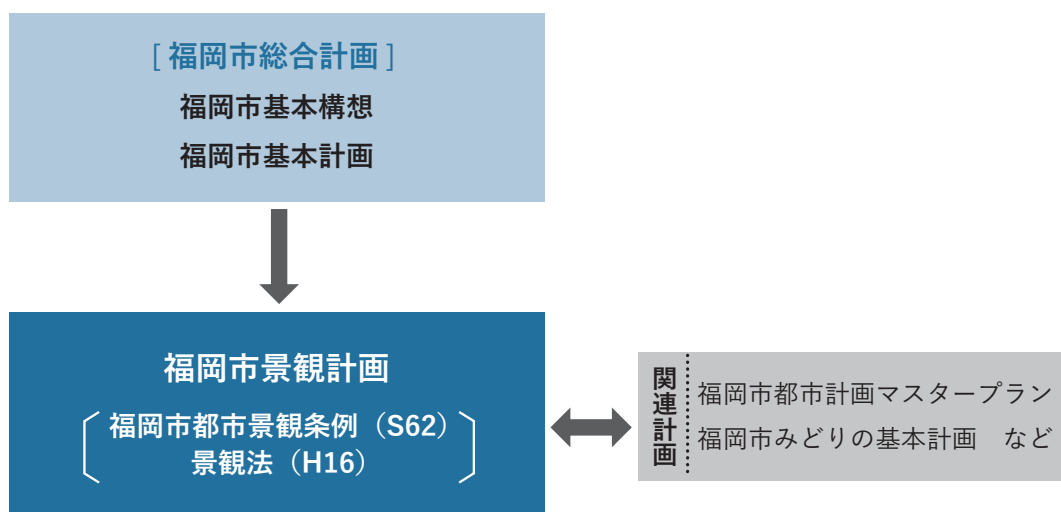 [ 福岡市総合計画 ]
福岡市基本構想
福岡市基本計画
福岡市景観計画
福岡市都市景観条例（S62）
景観法（H16）
関連計画
福岡市都市計画マスタープラン
福岡市みどりの基本計画　など